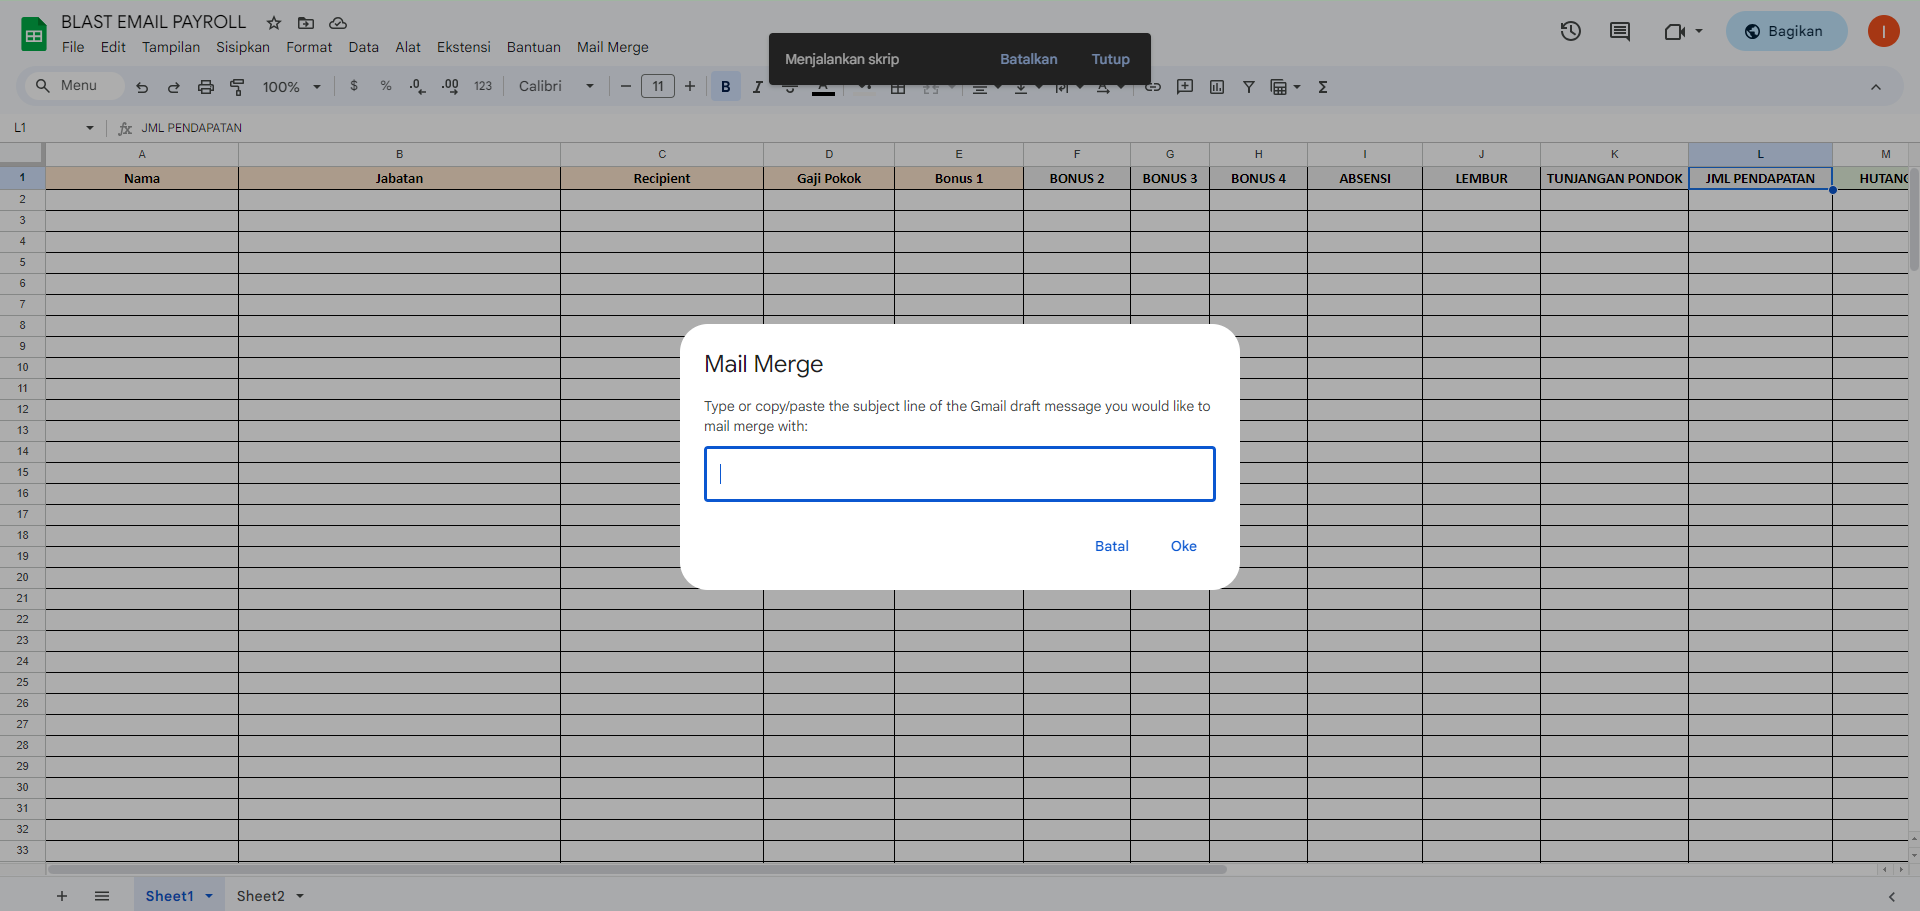 BLAST EMAIL PAYROLL
File Edit Tampilan Sisipkan Format Data Alat Ekstensi Bantuan Mail Merge
Menjalankan skrip Batalkan Tutup
Bagikan
I
Menu 100% $ % .0 .00 123 Calibri 11 B I
L1 fx JML PENDAPATAN
A B C D E F G H I J K L M
1 Nama Jabatan Recipient Gaji Pokok Bonus 1 BONUS 2 BONUS 3 BONUS 4 ABSENSI LEMBUR TUNJANGAN PONDOK JML PENDAPATAN
2
3
4
5
6
7
8
9
10
11
12
13
14
15
16
17
18
19
20
21
22
23
24
25
26
27
28
29
30
31
32
33
Mail Merge
Type or copy/paste the subject line of the Gmail draft message you would like to
mail merge with:
Batal Oke
Sheet1 Sheet2